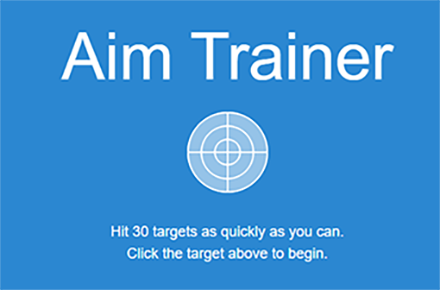 Aim Trainer
Hit 30 targets as quickly as you can.
Click the target above to begin.